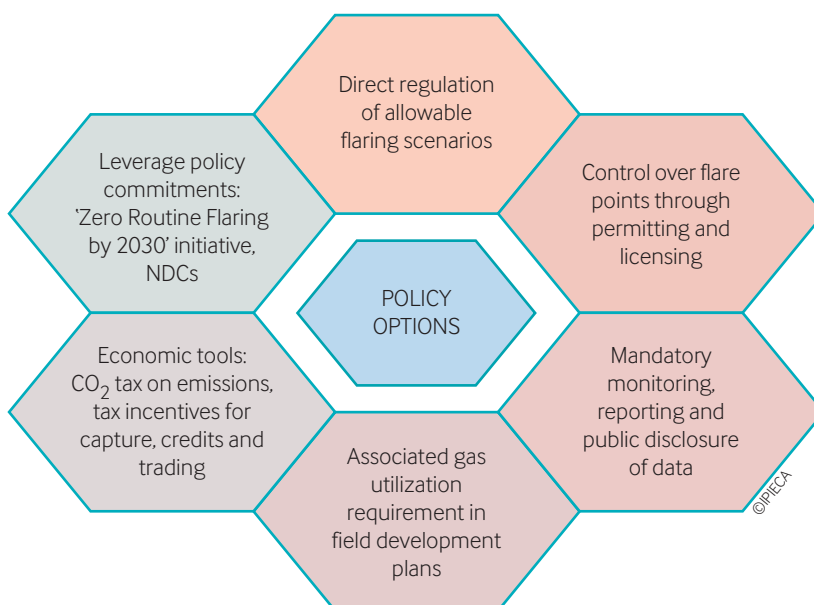 Direct regulation
of allowable
flaring scenarios
Leverage policy
commitments:
'Zero Routine Flaring
by 2030' initiative,
NDCs
Control over flare
points through
permitting and
licensing
POLICY
OPTIONS
Economic tools:
CO2 tax on emissions,
tax incentives for
capture, credits and
trading
Mandatory
monitoring,
reporting and
public disclosure
of data
Associated gas
utilization
requirement in
field development
plans
©IPIECA